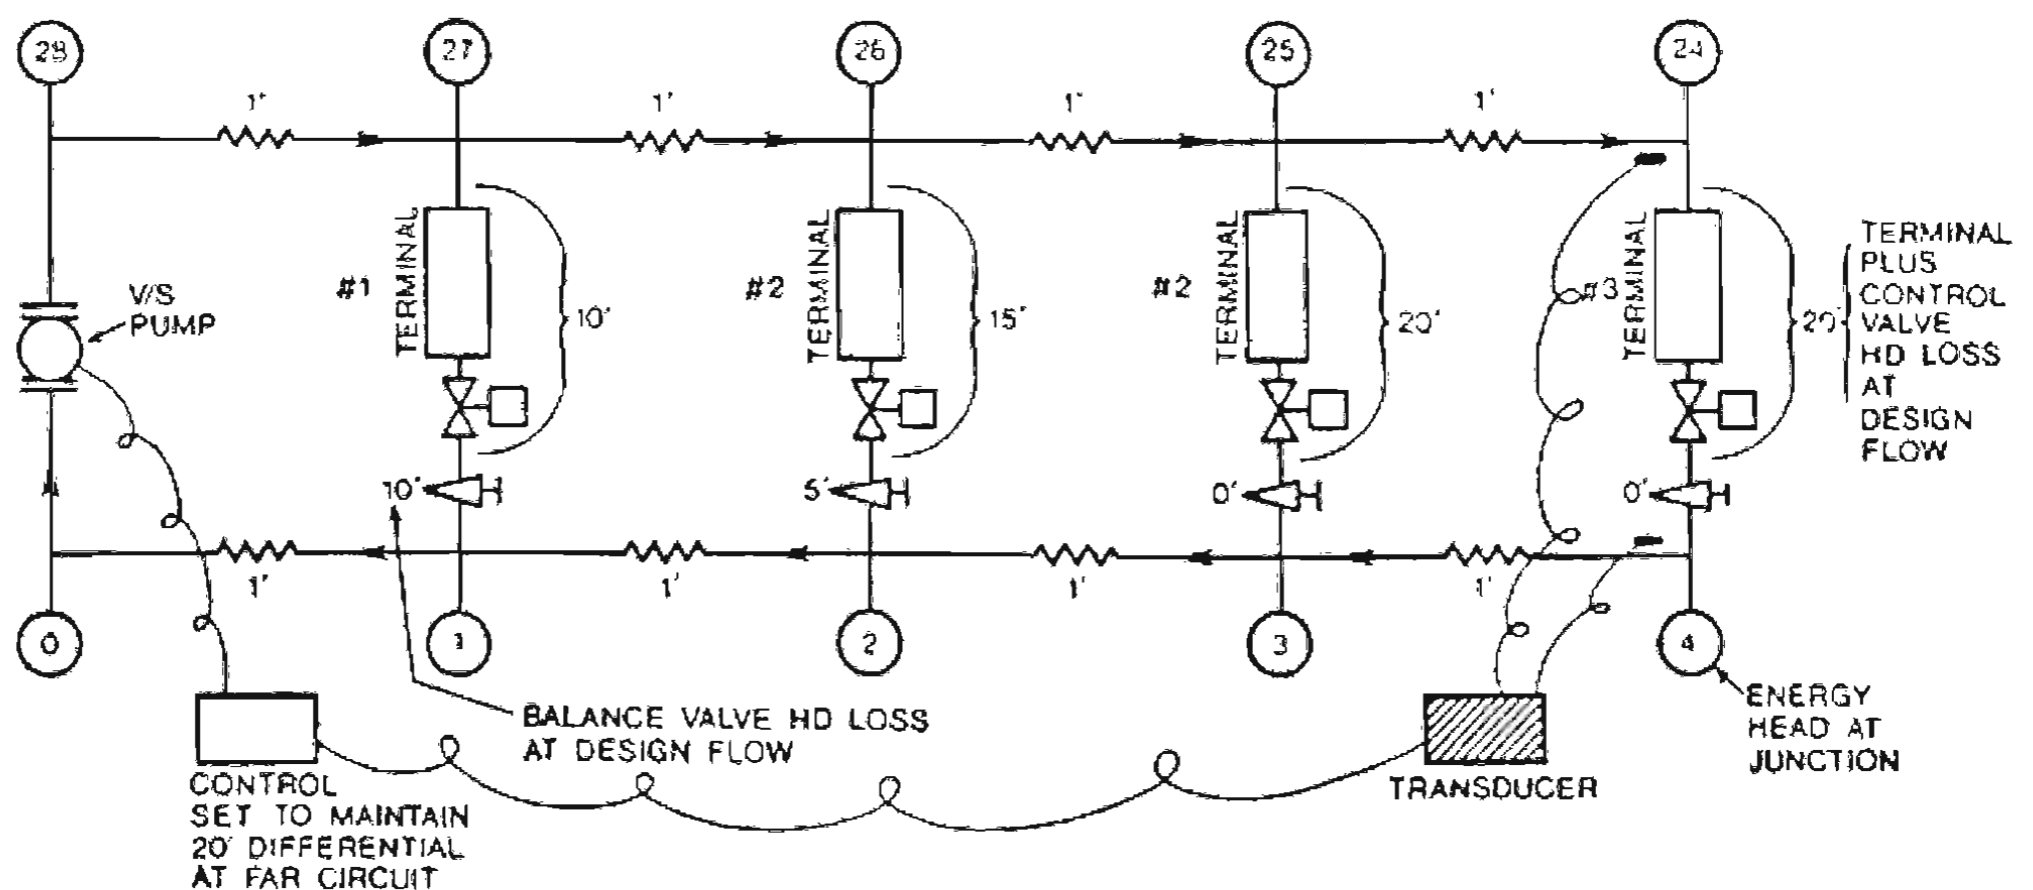 28
27
26
25
24
1'
1'
1'
1'
TERMINAL
TERMINAL
TERMINAL
TERMINAL
#1
#2
#2
#3
10'
15'
20'
20'
TERMINAL
PLUS
CONTROL
VALVE
HD LOSS
AT
DESIGN
FLOW
V/S
PUMP
10'
5'
0'
0'
1'
1'
1'
1'
0
1
2
3
4
BALANCE VALVE HD LOSS
AT DESIGN FLOW
ENERGY
HEAD AT
JUNCTION
TRANSDUCER
CONTROL
SET TO MAINTAIN
20' DIFFERENTIAL
AT FAR CIRCUIT